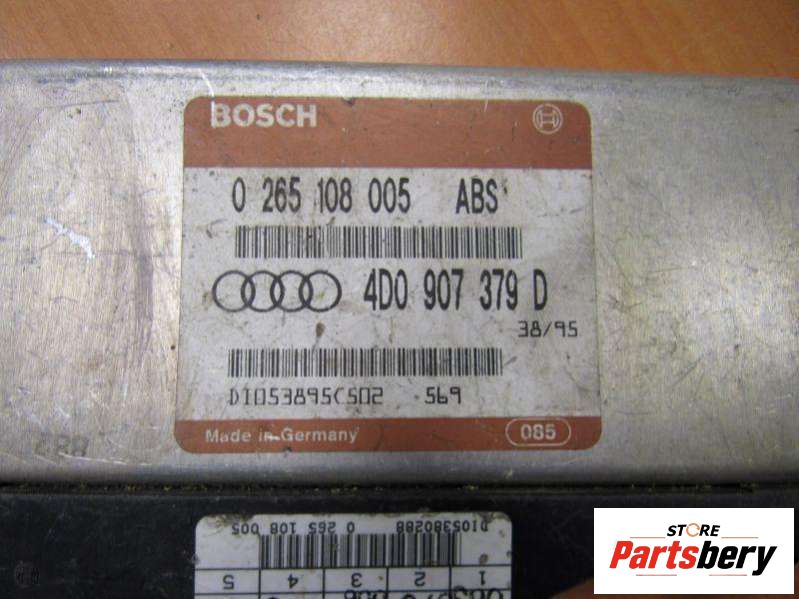 BOSCH
0 265 108 005 ABS
4D0 907 379 D
38/95
D1053895C502 569
Made in Germany 085
D105380288 0 265 108 005
1 2 3 4 5
STORE
Partsbery